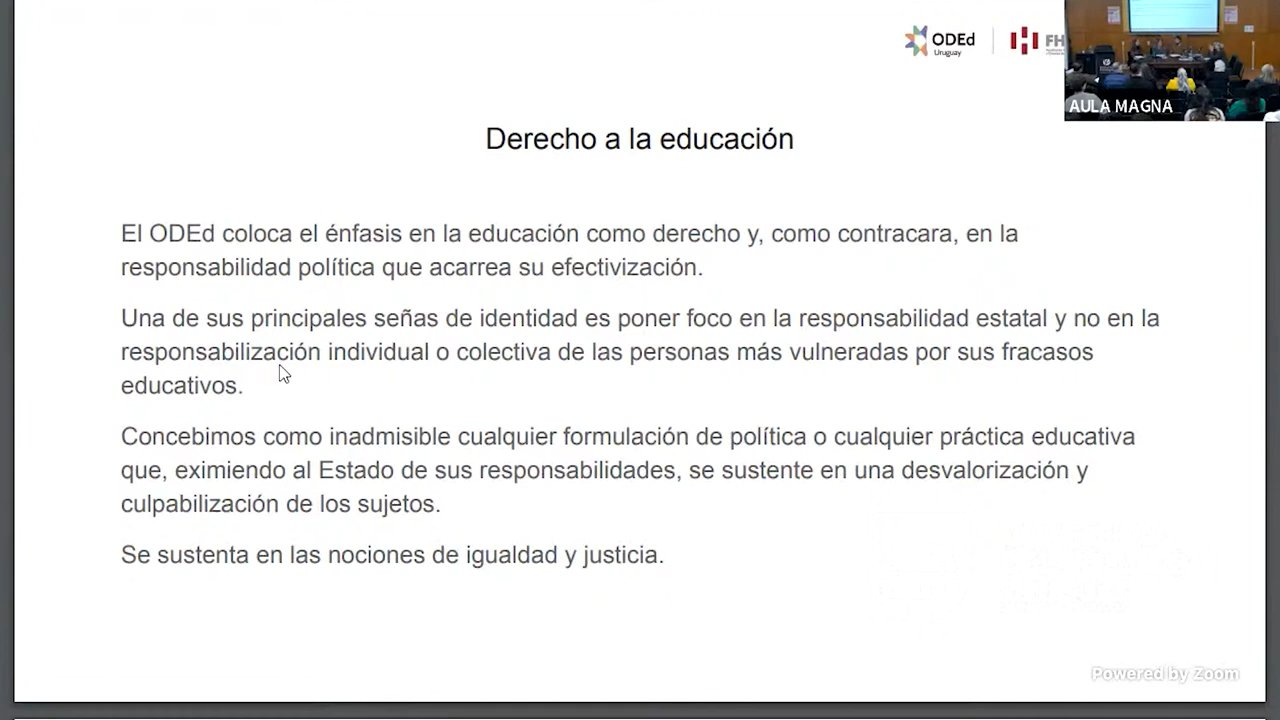 ODEd
Uruguay
FH
AULA MAGNA
Derecho a la educación
El ODEd coloca el énfasis en la educación como derecho y, como contracara, en la
responsabilidad política que acarrea su efectivización.
Una de sus principales señas de identidad es poner foco en la responsabilidad estatal y no en la
responsabilización individual o colectiva de las personas más vulneradas por sus fracasos
educativos.
Concebimos como inadmisible cualquier formulación de política o cualquier práctica educativa
que, eximiendo al Estado de sus responsabilidades, se sustente en una desvalorización y
culpabilización de los sujetos.
Se sustenta en las nociones de igualdad y justicia.
Powered by Zoom